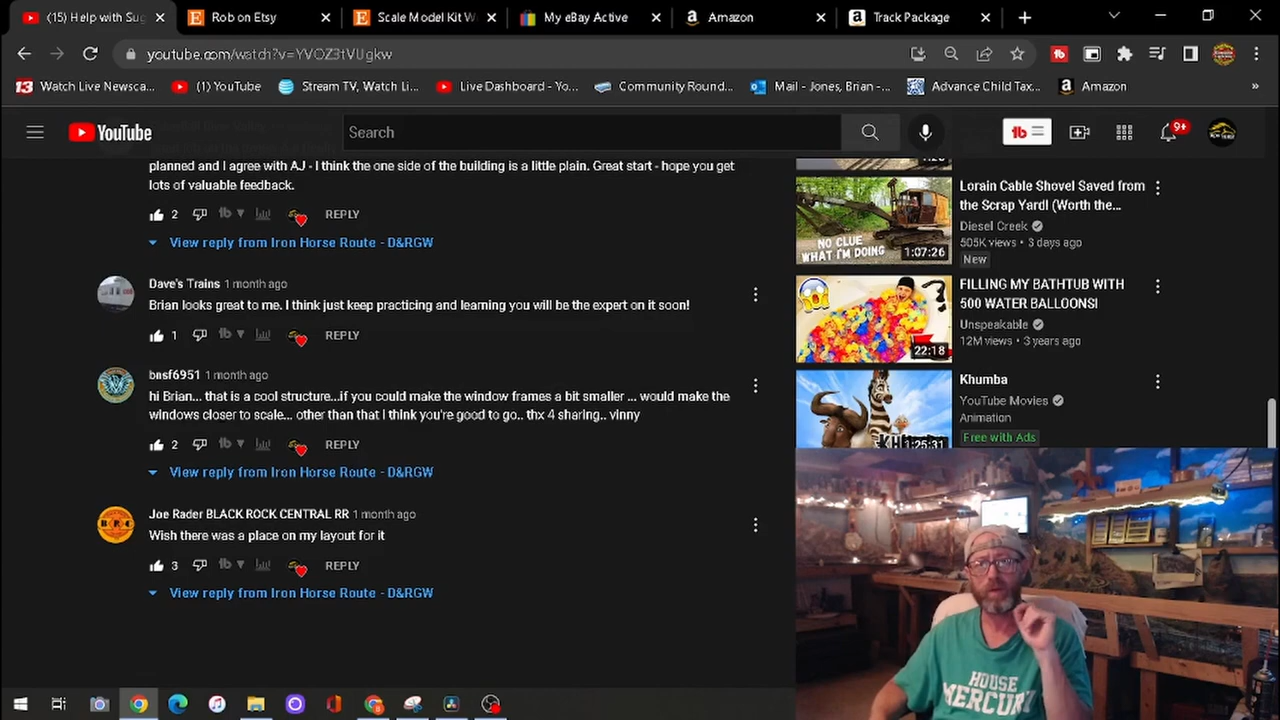 (15) Help with Sug
Rob on Etsy
Scale Model Kit W
My eBay Active
Amazon
Track Package
youtube.com/watch?v=YVOZ3tVUgkw
Watch Live Newsca...
(1) YouTube
Stream TV, Watch Li...
Live Dashboard - Yo...
Community Round...
Mail - Jones, Brian -...
Advance Child Tax...
Amazon
YouTube
Search
9+
planned and I agree with AJ - I think the one side of the building is a little plain. Great start - hope you get
lots of valuable feedback.
2
REPLY
View reply from Iron Horse Route - D&RGW
Dave's Trains 1 month ago
Brian looks great to me. I think just keep practicing and learning you will be the expert on it soon!
1
REPLY
bnsf6951 1 month ago
hi Brian... that is a cool structure...if you could make the window frames a bit smaller ... would make the
windows closer to scale... other than that I think you're good to go.. thx 4 sharing.. vinny
2
REPLY
View reply from Iron Horse Route - D&RGW
Joe Rader BLACK ROCK CENTRAL RR 1 month ago
Wish there was a place on my layout for it
3
REPLY
View reply from Iron Horse Route - D&RGW
NO CLUE
WHAT I'M DOING
1:07:26
Lorain Cable Shovel Saved from
the Scrap Yard! (Worth the...
Diesel Creek
505K views • 3 days ago
New
22:18
FILLING MY BATHTUB WITH
500 WATER BALLOONS!
Unspeakable
12M views • 3 years ago
1:25:31
Khumba
YouTube Movies
Animation
Free with Ads
HOUSE
MERCURY